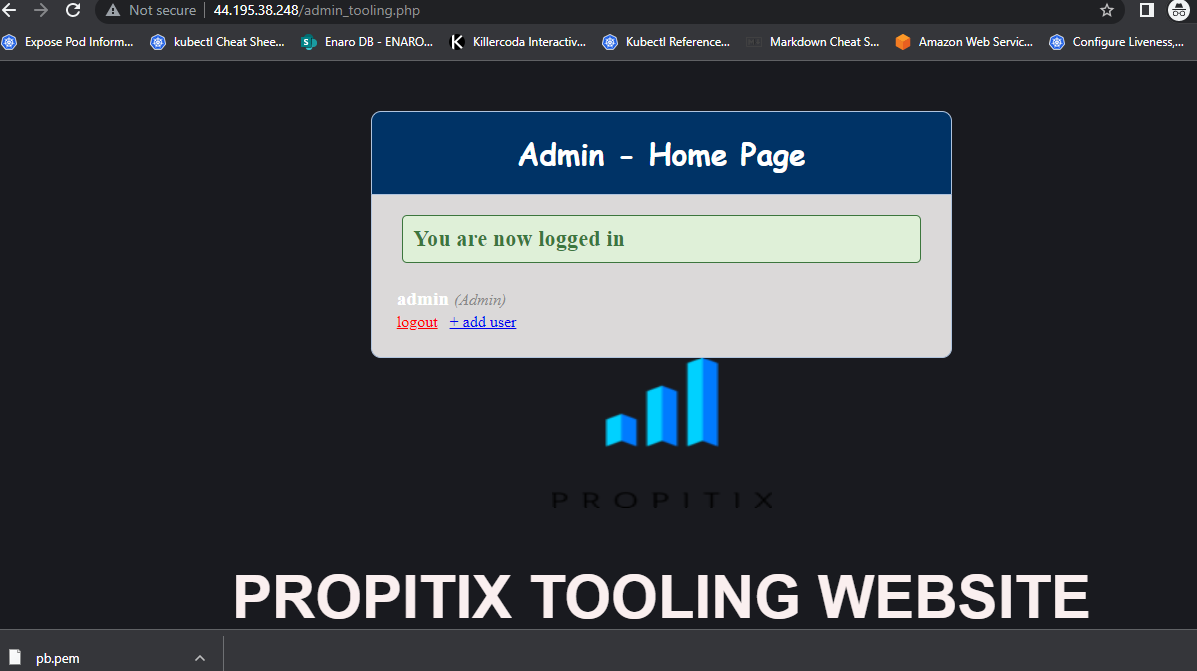 Not secure 44.195.38.248/admin_tooling.php
Expose Pod Inform... kubectl Cheat Shee... Enaro DB - ENARO... Killercoda Interactiv... Kubectl Reference... Markdown Cheat S... Amazon Web Servic... Configure Liveness,...
Admin - Home Page
You are now logged in
admin (Admin)
logout + add user
PROPITIX
PROPITIX TOOLING WEBSITE
pb.pem